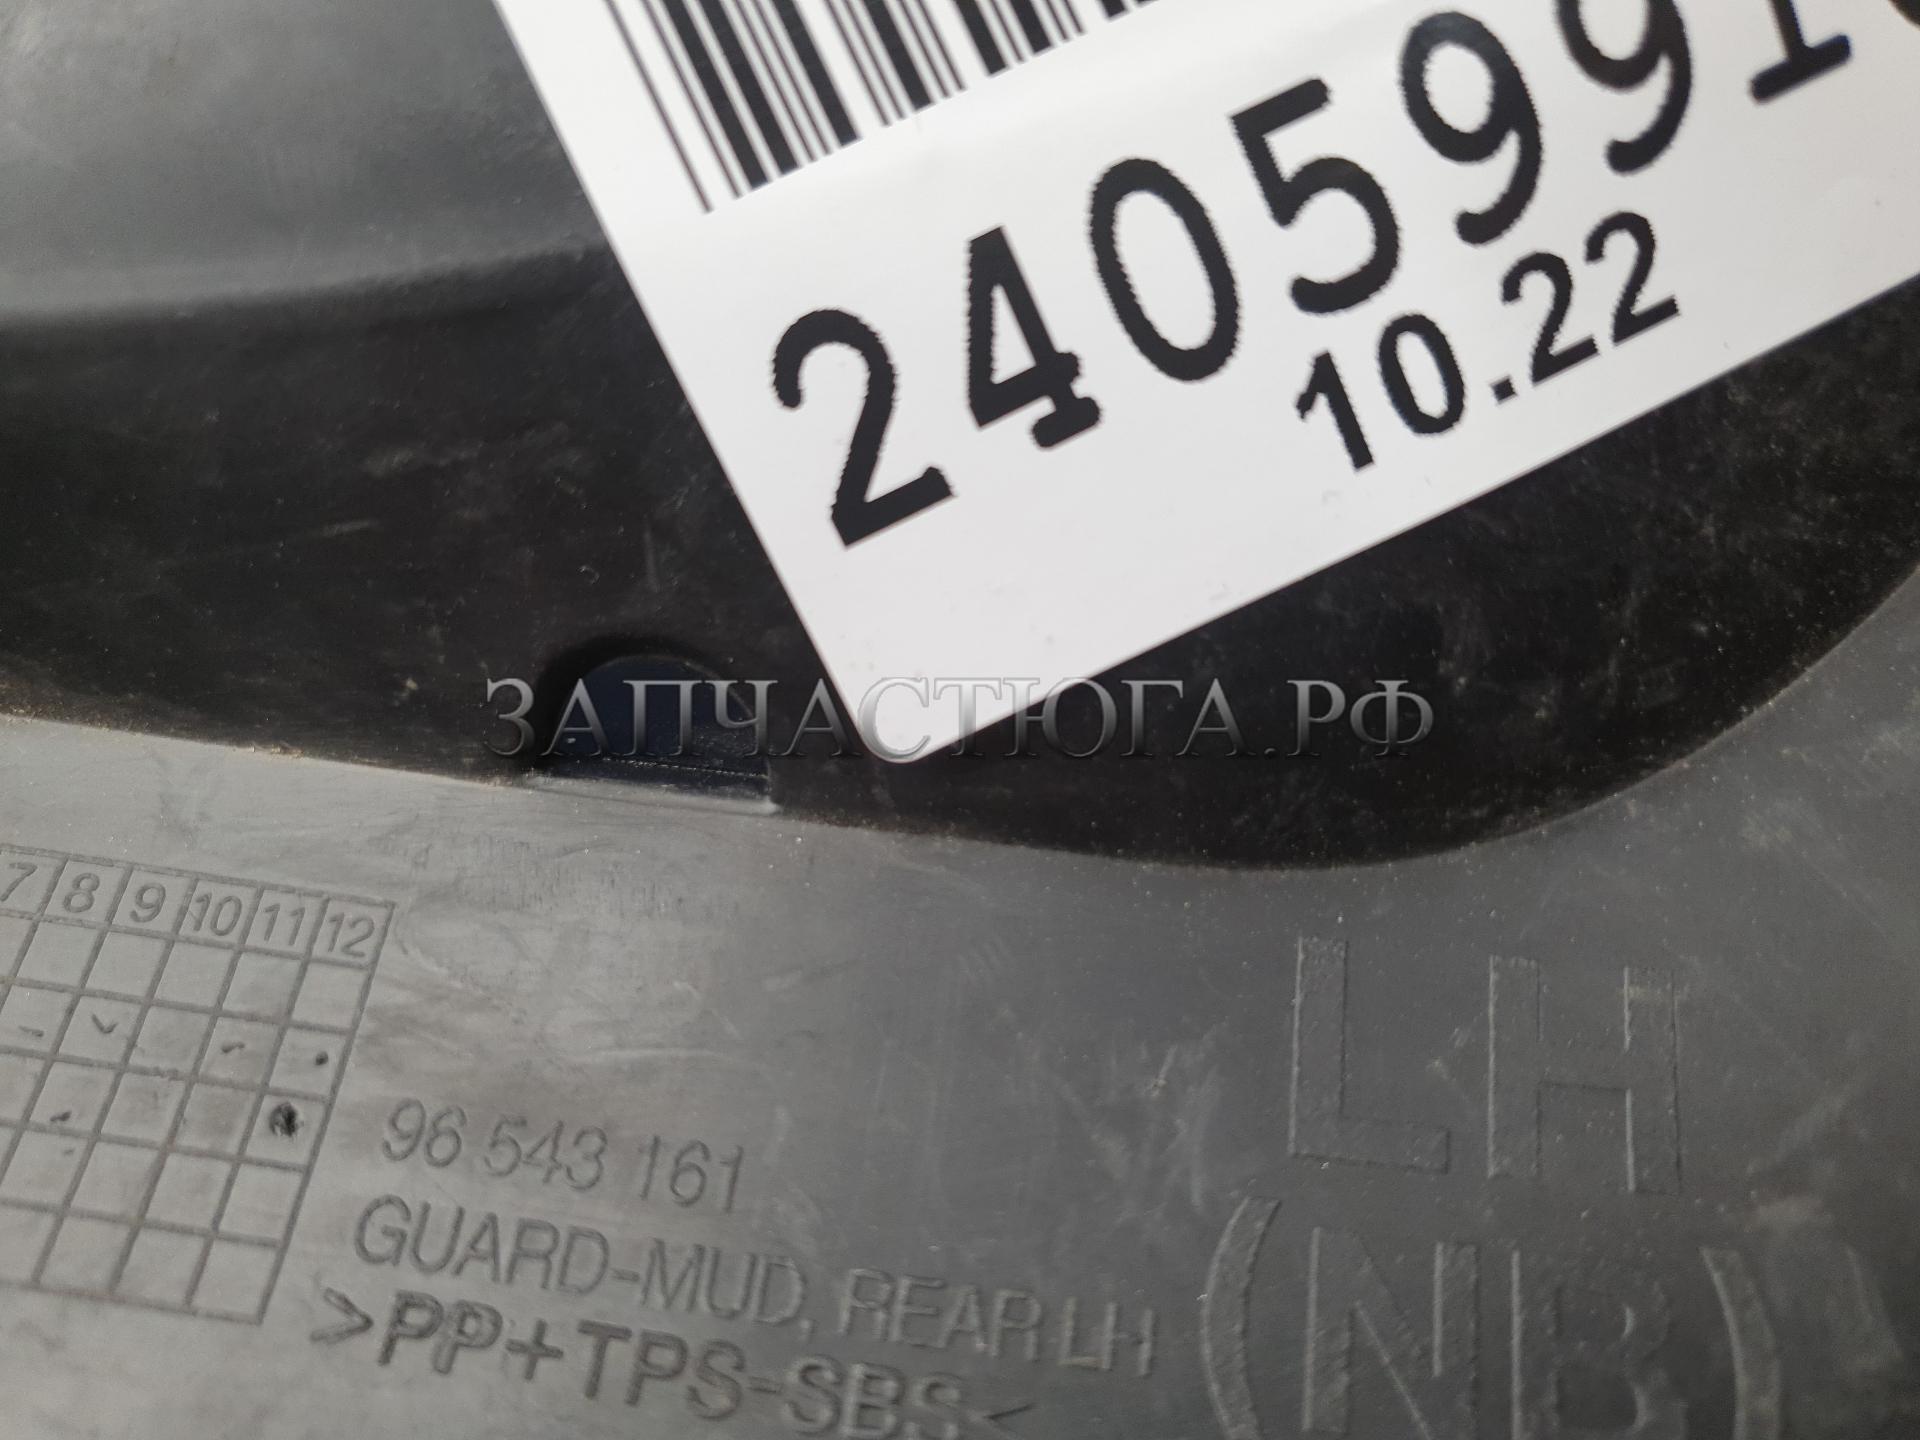 240599
10.22
ЗАПЧАСТЮГА.РФ
7 8 9 10 11 12
96 543 161
GUARD-MUD, REAR LH
>PP+TPS-SBS<
LH
(NB)